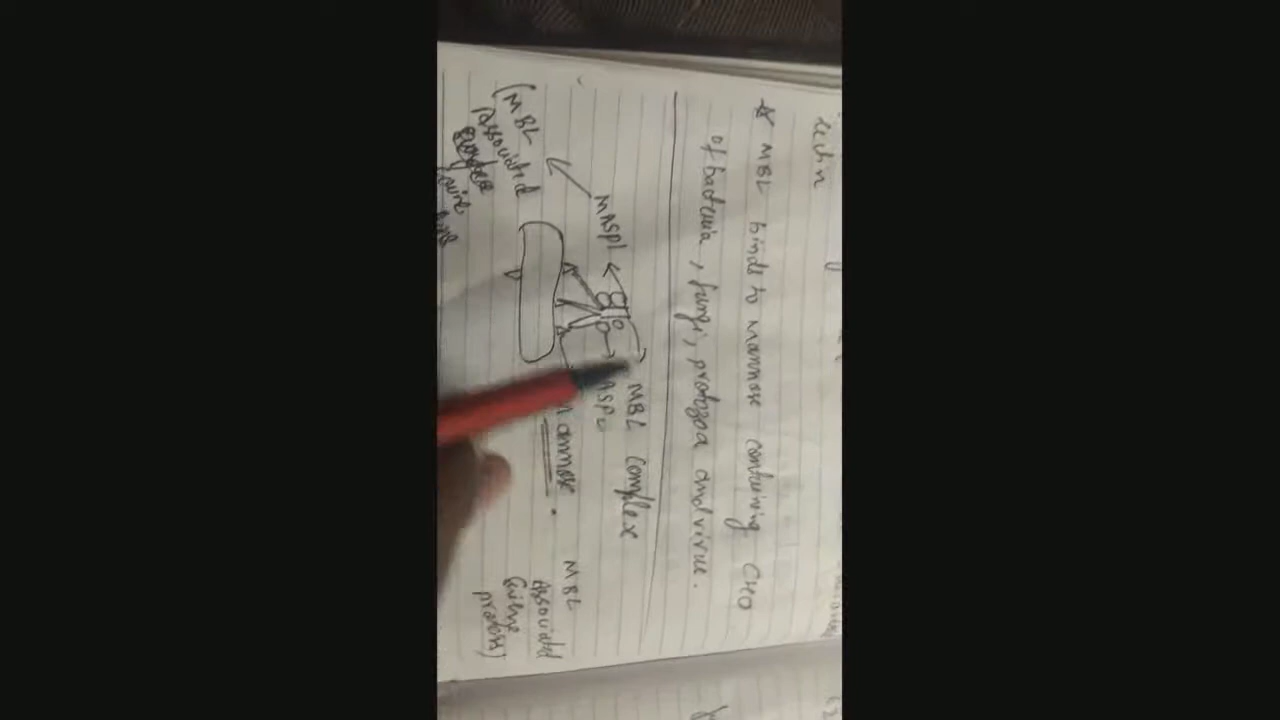 lectin
☆ MBL binds to mannose containing CHO
of bacteria, fungi, protozoa and virus.
MBL complex
MASP1
MASP2
mannose.
(MBL
Associated
MBL
Associated
Serine
protease)